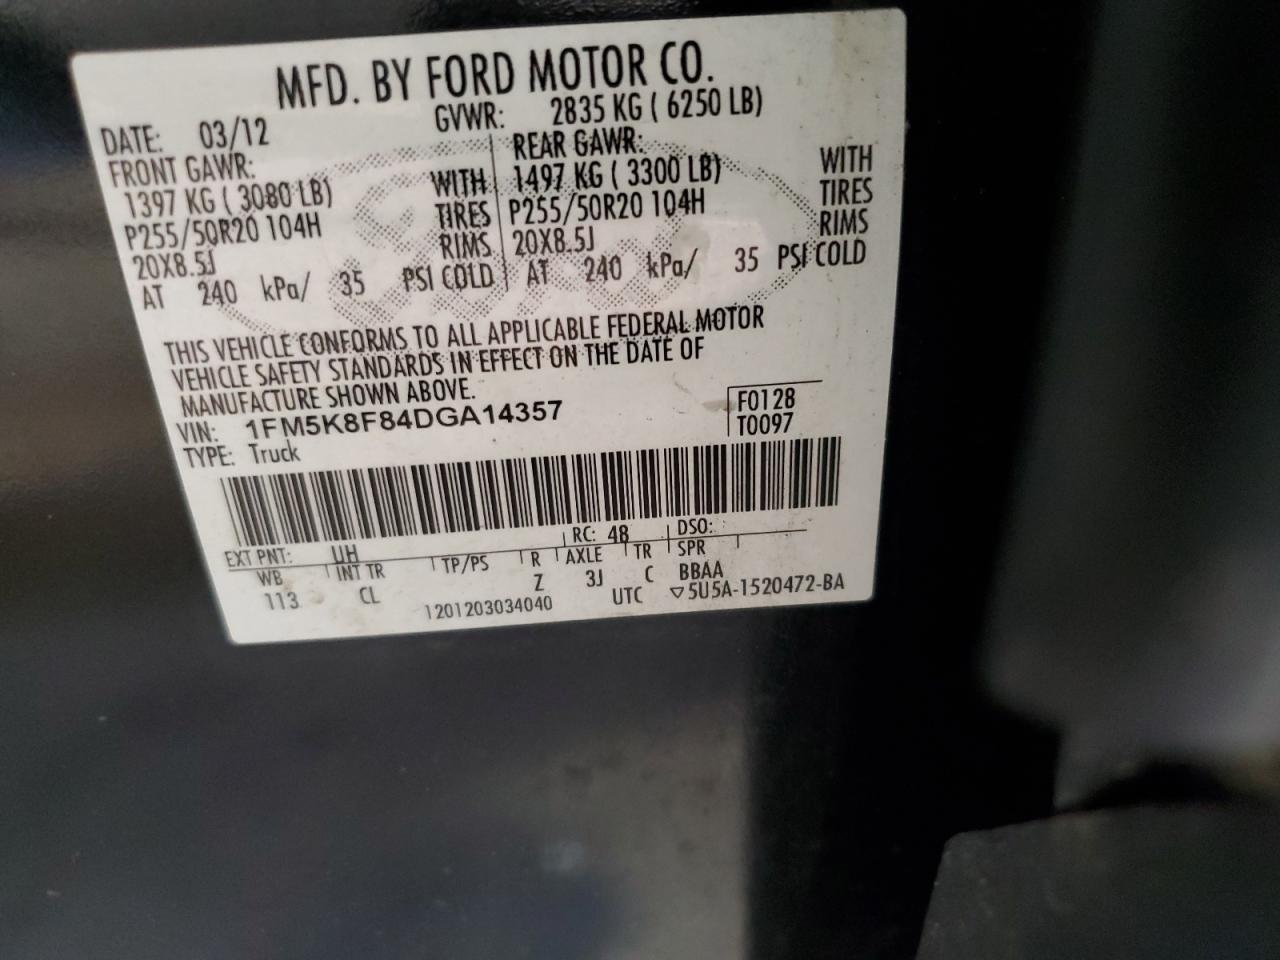 MFD. BY FORD MOTOR CO.
DATE: 03/12 GVWR: 2835 KG ( 6250 LB)
FRONT GAWR: REAR GAWR:
1397 KG ( 3080 LB) WITH 1497 KG ( 3300 LB) WITH
P255/50R20 104H TIRES P255/50R20 104H TIRES
20X8.5J RIMS 20X8.5J RIMS
AT 240 kPa/ 35 PSI COLD AT 240 kPa/ 35 PSI COLD
THIS VEHICLE CONFORMS TO ALL APPLICABLE FEDERAL MOTOR
VEHICLE SAFETY STANDARDS IN EFFECT ON THE DATE OF
MANUFACTURE SHOWN ABOVE.
VIN: 1FM5K8F84DGA14357 F0128
TYPE: Truck T0097
EXT PNT: UH RC: 48 DSO:
WB INT TR TP/PS R AXLE TR SPR
113 CL Z 3J C BBAA
1201203034040 UTC ▽5U5A-1520472-BA